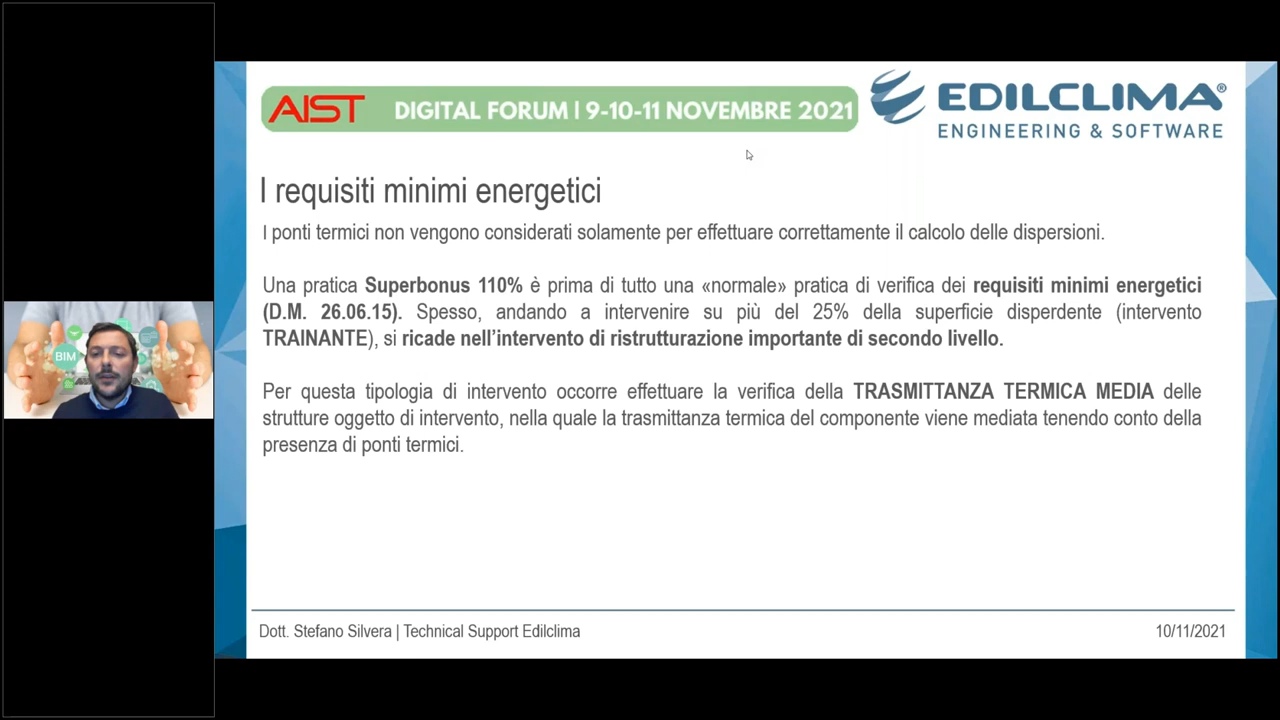 AIST DIGITAL FORUM | 9-10-11 NOVEMBRE 2021
EDILCLIMA®
ENGINEERING & SOFTWARE
I requisiti minimi energetici
I ponti termici non vengono considerati solamente per effettuare correttamente il calcolo delle dispersioni.
Una pratica Superbonus 110% è prima di tutto una «normale» pratica di verifica dei requisiti minimi energetici
(D.M. 26.06.15). Spesso, andando a intervenire su più del 25% della superficie disperdente (intervento
TRAINANTE), si ricade nell’intervento di ristrutturazione importante di secondo livello.
Per questa tipologia di intervento occorre effettuare la verifica della TRASMITTANZA TERMICA MEDIA delle
strutture oggetto di intervento, nella quale la trasmittanza termica del componente viene mediata tenendo conto della
presenza di ponti termici.
BIM
Dott. Stefano Silvera | Technical Support Edilclima
10/11/2021